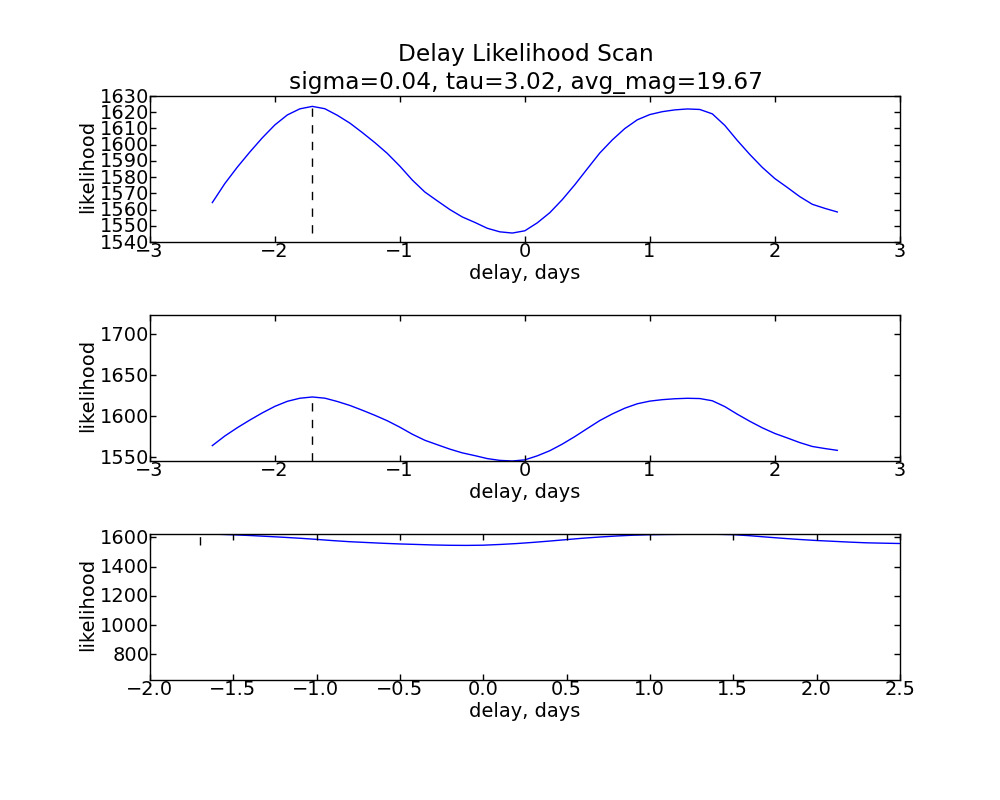 Delay Likelihood Scan
sigma=0.04, tau=3.02, avg_mag=19.67
1630
1620
1610
1600
1590
1580
1570
1560
1550
1540
likelihood
−3 −2 −1 0 1 2 3
delay, days
1700
1650
1600
1550
likelihood
−3 −2 −1 0 1 2 3
delay, days
1600
1400
1200
1000
800
likelihood
−2.0 −1.5 −1.0 −0.5 0.0 0.5 1.0 1.5 2.0 2.5
delay, days